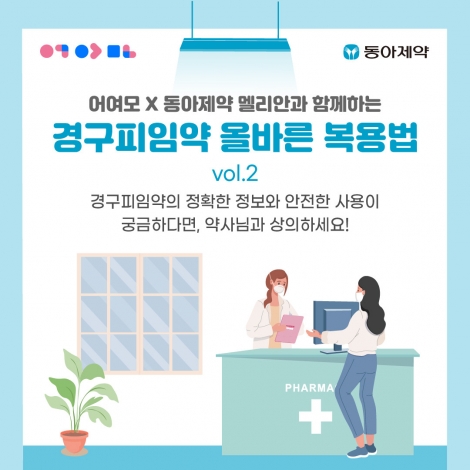 어여모
동아제약
어여모 X 동아제약 멜리안과 함께하는
경구피임약 올바른 복용법
vol.2
경구피임약의 정확한 정보와 안전한 사용이
궁금하다면, 약사님과 상의하세요!
PHARMA